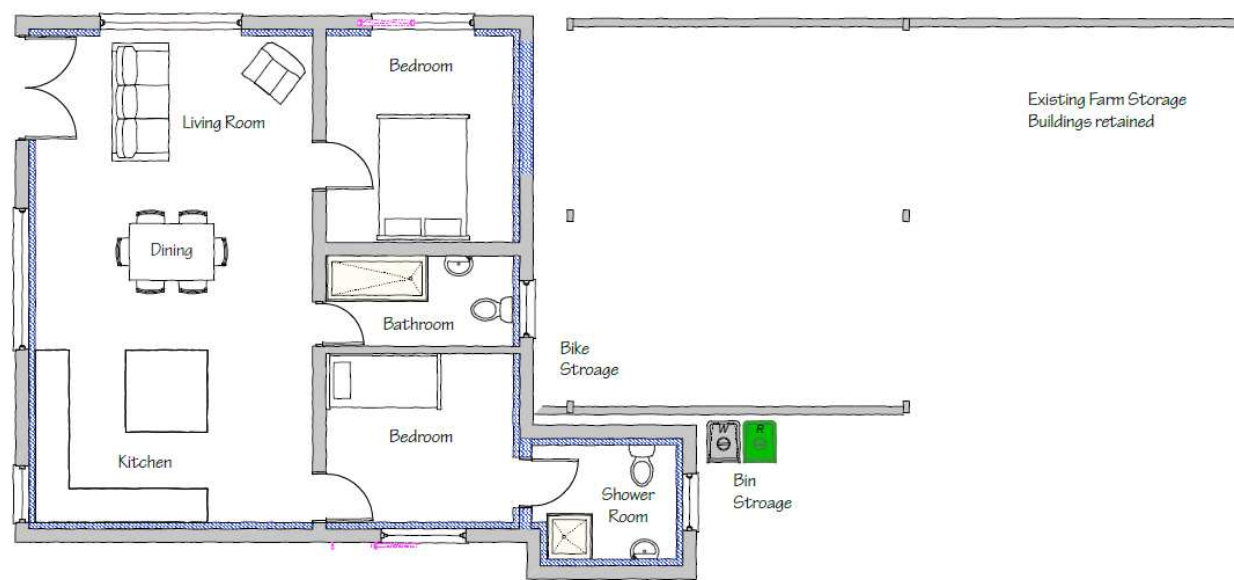 Bedroom
Existing Farm Storage
Buildings retained
Living Room
Dining
Bathroom
Bike
Stroage
W
R
Bedroom
Kitchen
Shower
Room
Bin
Stroage